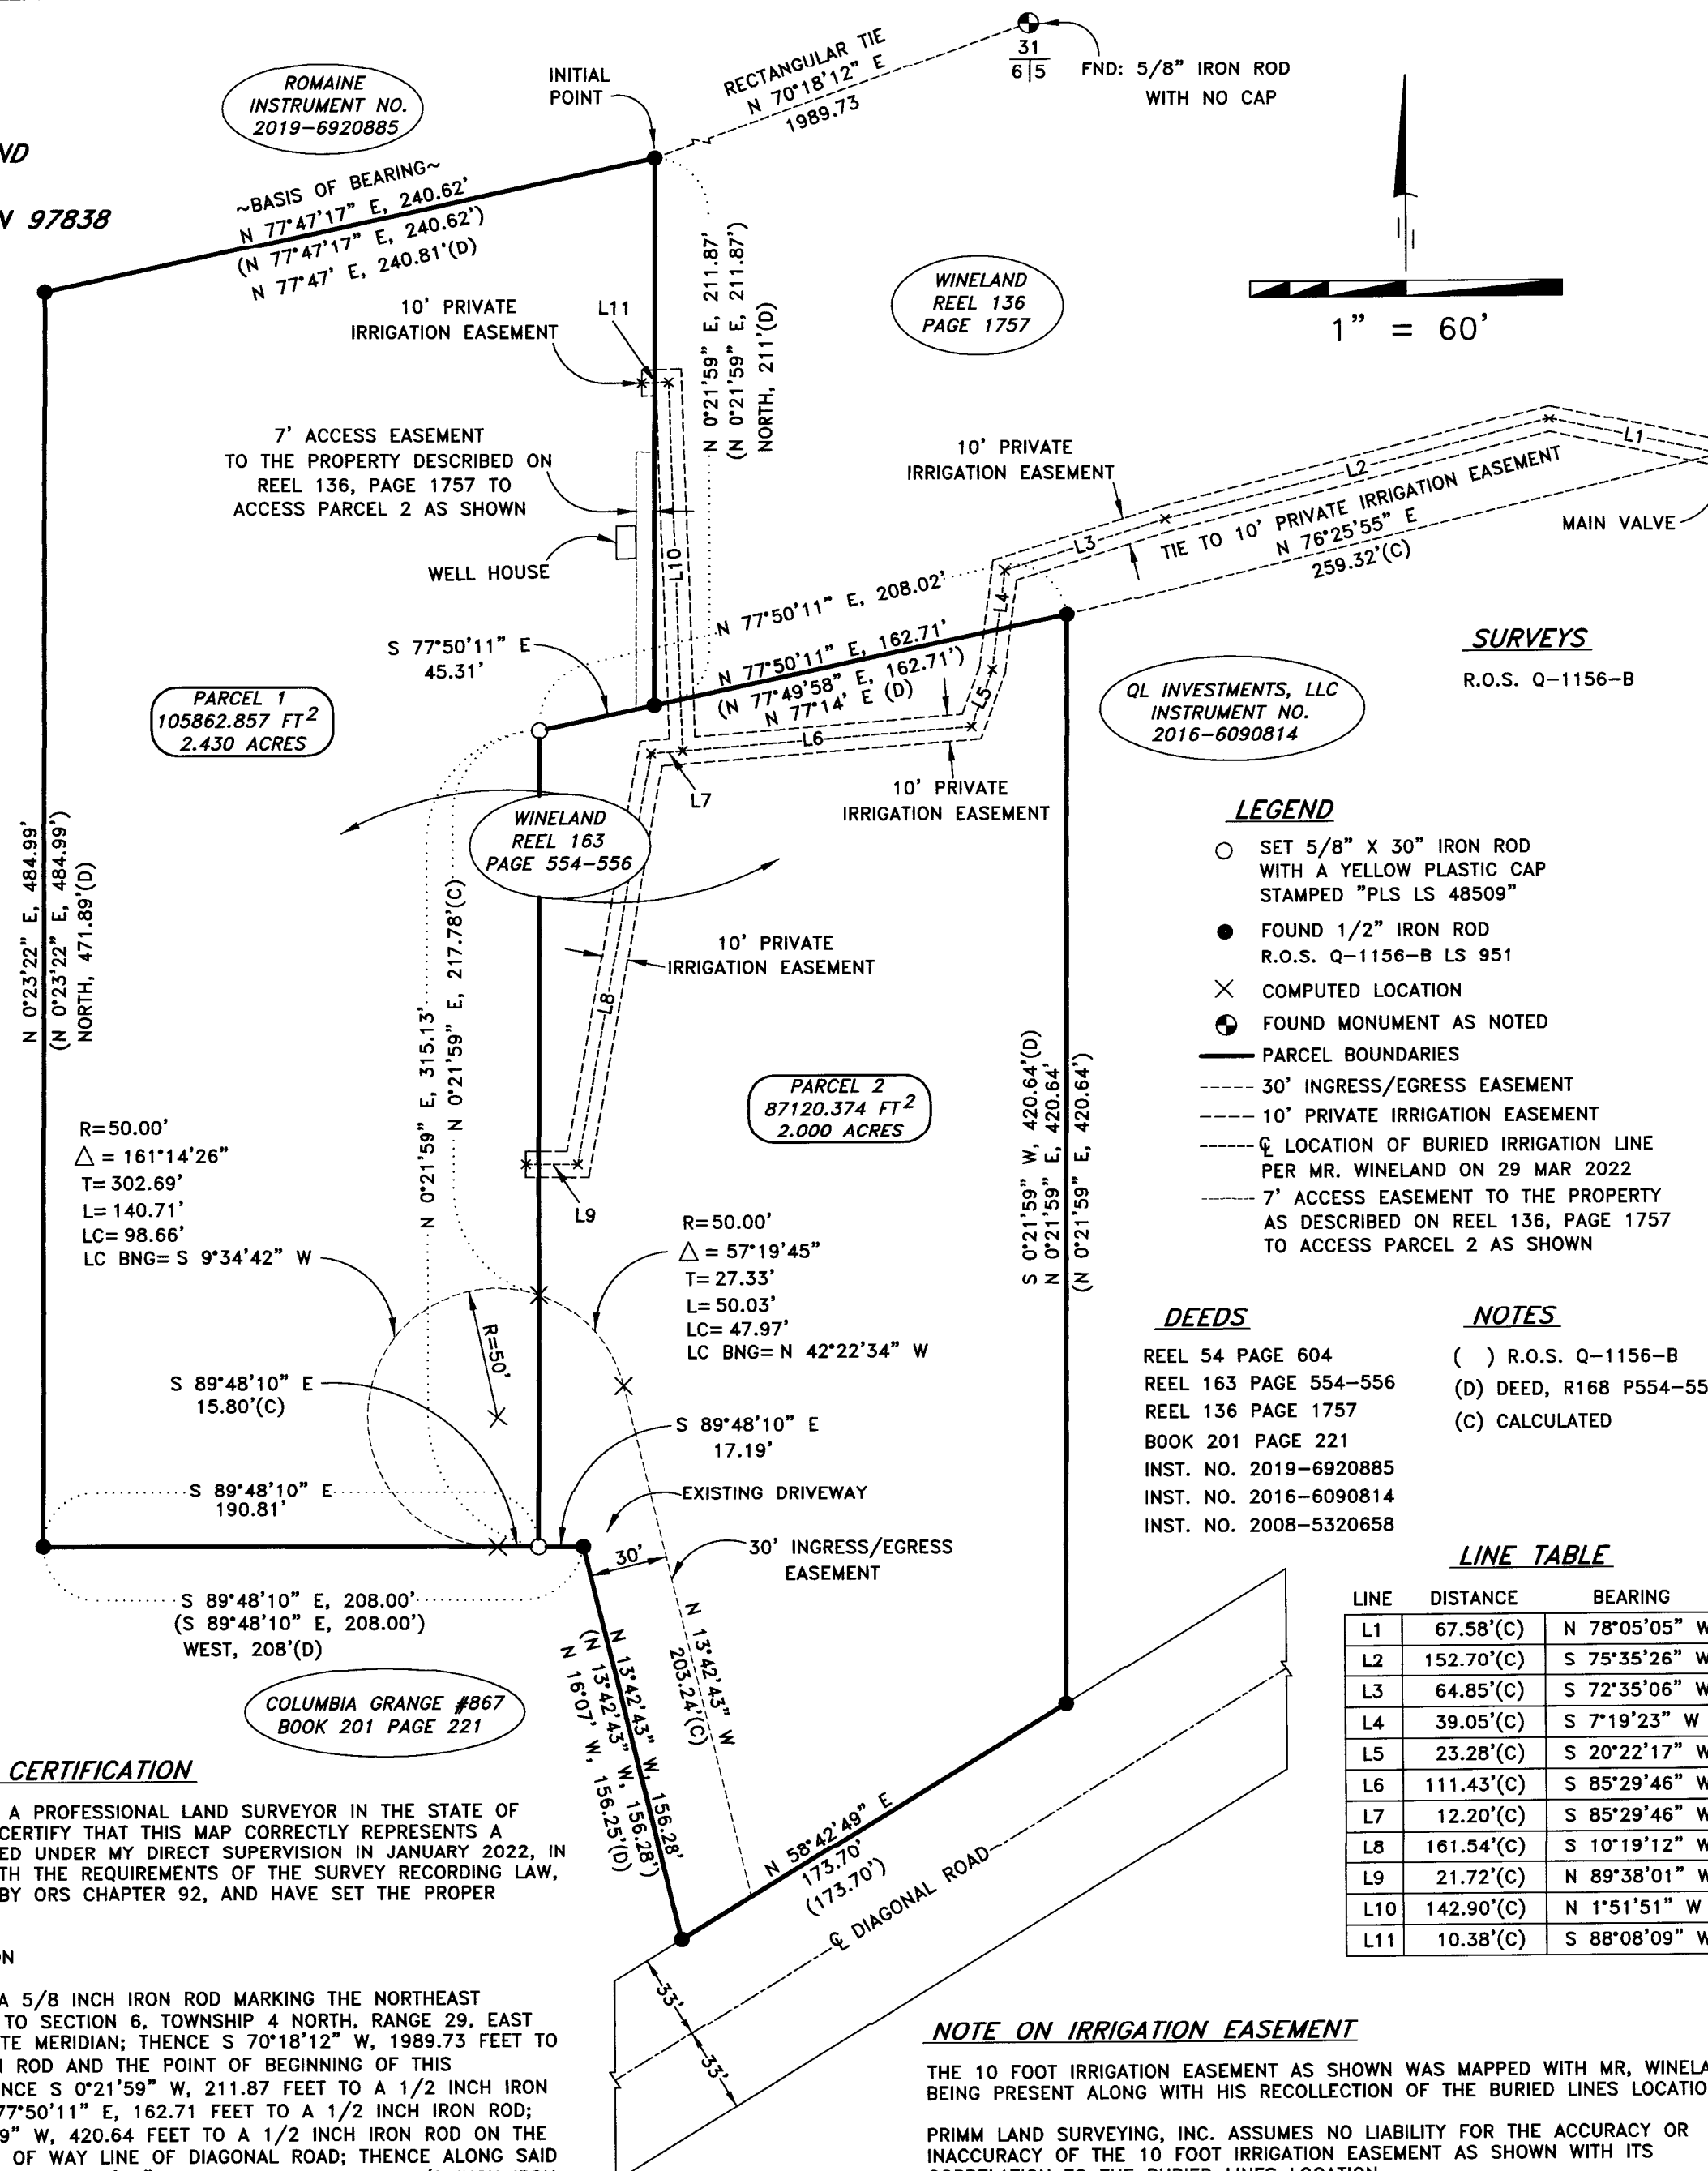 ROMAINE
INSTRUMENT NO.
2019-6920885
INITIAL
POINT
RECTANGULAR TIE
N 70°18'12" E
1989.73
31
6|5
FND: 5/8" IRON ROD
WITH NO CAP
ND
N 97838
~BASIS OF BEARING~
N 77°47'17" E, 240.62'
(N 77°47'17" E, 240.62')
N 77°47' E, 240.81'(D)
N 0°21'59" E, 211.87'
(N 0°21'59" E, 211.87')
NORTH, 211'(D)
WINELAND
REEL 136
PAGE 1757
1" = 60'
10' PRIVATE
IRRIGATION EASEMENT
L11
7' ACCESS EASEMENT
TO THE PROPERTY DESCRIBED ON
REEL 136, PAGE 1757 TO
ACCESS PARCEL 2 AS SHOWN
WELL HOUSE
L10
10' PRIVATE
IRRIGATION EASEMENT
L1
L2
L3
L4
L5
L6
TIE TO 10' PRIVATE IRRIGATION EASEMENT
N 76°25'55" E
259.32'(C)
MAIN VALVE
N 77°50'11" E, 208.02'
N 77°50'11" E, 162.71'
(N 77°49'58" E, 162.71')
N 77°14' E (D)
S 77°50'11" E
45.31'
PARCEL 1
105862.857 FT2
2.430 ACRES
QL INVESTMENTS, LLC
INSTRUMENT NO.
2016-6090814
SURVEYS
R.O.S. Q-1156-B
10' PRIVATE
IRRIGATION EASEMENT
L7
WINELAND
REEL 163
PAGE 554-556
N 0°23'22" E, 484.99'
(N 0°23'22" E, 484.99')
NORTH, 471.89'(D)
N 0°21'59" E, 315.13'
N 0°21'59" E, 217.78'(C)
10' PRIVATE
IRRIGATION EASEMENT
L8
L9
LEGEND
SET 5/8" X 30" IRON ROD
WITH A YELLOW PLASTIC CAP
STAMPED "PLS LS 48509"
FOUND 1/2" IRON ROD
R.O.S. Q-1156-B LS 951
COMPUTED LOCATION
FOUND MONUMENT AS NOTED
PARCEL BOUNDARIES
30' INGRESS/EGRESS EASEMENT
10' PRIVATE IRRIGATION EASEMENT
℄ LOCATION OF BURIED IRRIGATION LINE
PER MR. WINELAND ON 29 MAR 2022
7' ACCESS EASEMENT TO THE PROPERTY
AS DESCRIBED ON REEL 136, PAGE 1757
TO ACCESS PARCEL 2 AS SHOWN
PARCEL 2
87120.374 FT2
2.000 ACRES
S 0°21'59" W, 420.64'(D)
N 0°21'59" E, 420.64'
(N 0°21'59" E, 420.64')
R=50.00'
△ = 161°14'26"
T= 302.69'
L= 140.71'
LC= 98.66'
LC BNG= S 9°34'42" W
R=50.00'
△ = 57°19'45"
T= 27.33'
L= 50.03'
LC= 47.97'
LC BNG= N 42°22'34" W
R=50'
S 89°48'10" E
15.80'(C)
S 89°48'10" E
17.19'
S 89°48'10" E
190.81'
EXISTING DRIVEWAY
30'
30' INGRESS/EGRESS
EASEMENT
S 89°48'10" E, 208.00'
(S 89°48'10" E, 208.00')
WEST, 208'(D)
N 13°42'43" W
203.24'(C)
N 13°42'43" W, 156.28'
(N 13°42'43" W, 156.28')
N 16°07' W, 156.25'(D)
COLUMBIA GRANGE #867
BOOK 201 PAGE 221
N 58°42'49" E
173.70'
(173.70')
℄ DIAGONAL ROAD
33'
33'
DEEDS
REEL 54 PAGE 604
REEL 163 PAGE 554-556
REEL 136 PAGE 1757
BOOK 201 PAGE 221
INST. NO. 2019-6920885
INST. NO. 2016-6090814
INST. NO. 2008-5320658
NOTES
( ) R.O.S. Q-1156-B
(D) DEED, R168 P554-55
(C) CALCULATED
LINE TABLE
LINE DISTANCE BEARING
L1 67.58'(C) N 78°05'05" W
L2 152.70'(C) S 75°35'26" W
L3 64.85'(C) S 72°35'06" W
L4 39.05'(C) S 7°19'23" W
L5 23.28'(C) S 20°22'17" W
L6 111.43'(C) S 85°29'46" W
L7 12.20'(C) S 85°29'46" W
L8 161.54'(C) S 10°19'12" W
L9 21.72'(C) N 89°38'01" W
L10 142.90'(C) N 1°51'51" W
L11 10.38'(C) S 88°08'09" W
CERTIFICATION
A PROFESSIONAL LAND SURVEYOR IN THE STATE OF
CERTIFY THAT THIS MAP CORRECTLY REPRESENTS A
ED UNDER MY DIRECT SUPERVISION IN JANUARY 2022, IN
TH THE REQUIREMENTS OF THE SURVEY RECORDING LAW,
BY ORS CHAPTER 92, AND HAVE SET THE PROPER
ON
A 5/8 INCH IRON ROD MARKING THE NORTHEAST
TO SECTION 6, TOWNSHIP 4 NORTH, RANGE 29, EAST
TE MERIDIAN; THENCE S 70°18'12" W, 1989.73 FEET TO
ROD AND THE POINT OF BEGINNING OF THIS
NCE S 0°21'59" W, 211.87 FEET TO A 1/2 INCH IRON
77°50'11" E, 162.71 FEET TO A 1/2 INCH IRON ROD;
9" W, 420.64 FEET TO A 1/2 INCH IRON ROD ON THE
OF WAY LINE OF DIAGONAL ROAD; THENCE ALONG SAID
NOTE ON IRRIGATION EASEMENT
THE 10 FOOT IRRIGATION EASEMENT AS SHOWN WAS MAPPED WITH MR, WINELA
BEING PRESENT ALONG WITH HIS RECOLLECTION OF THE BURIED LINES LOCATIO
PRIMM LAND SURVEYING, INC. ASSUMES NO LIABILITY FOR THE ACCURACY OR
INACCURACY OF THE 10 FOOT IRRIGATION EASEMENT AS SHOWN WITH ITS
CORRELATION TO THE BURIED LINES LOCATION